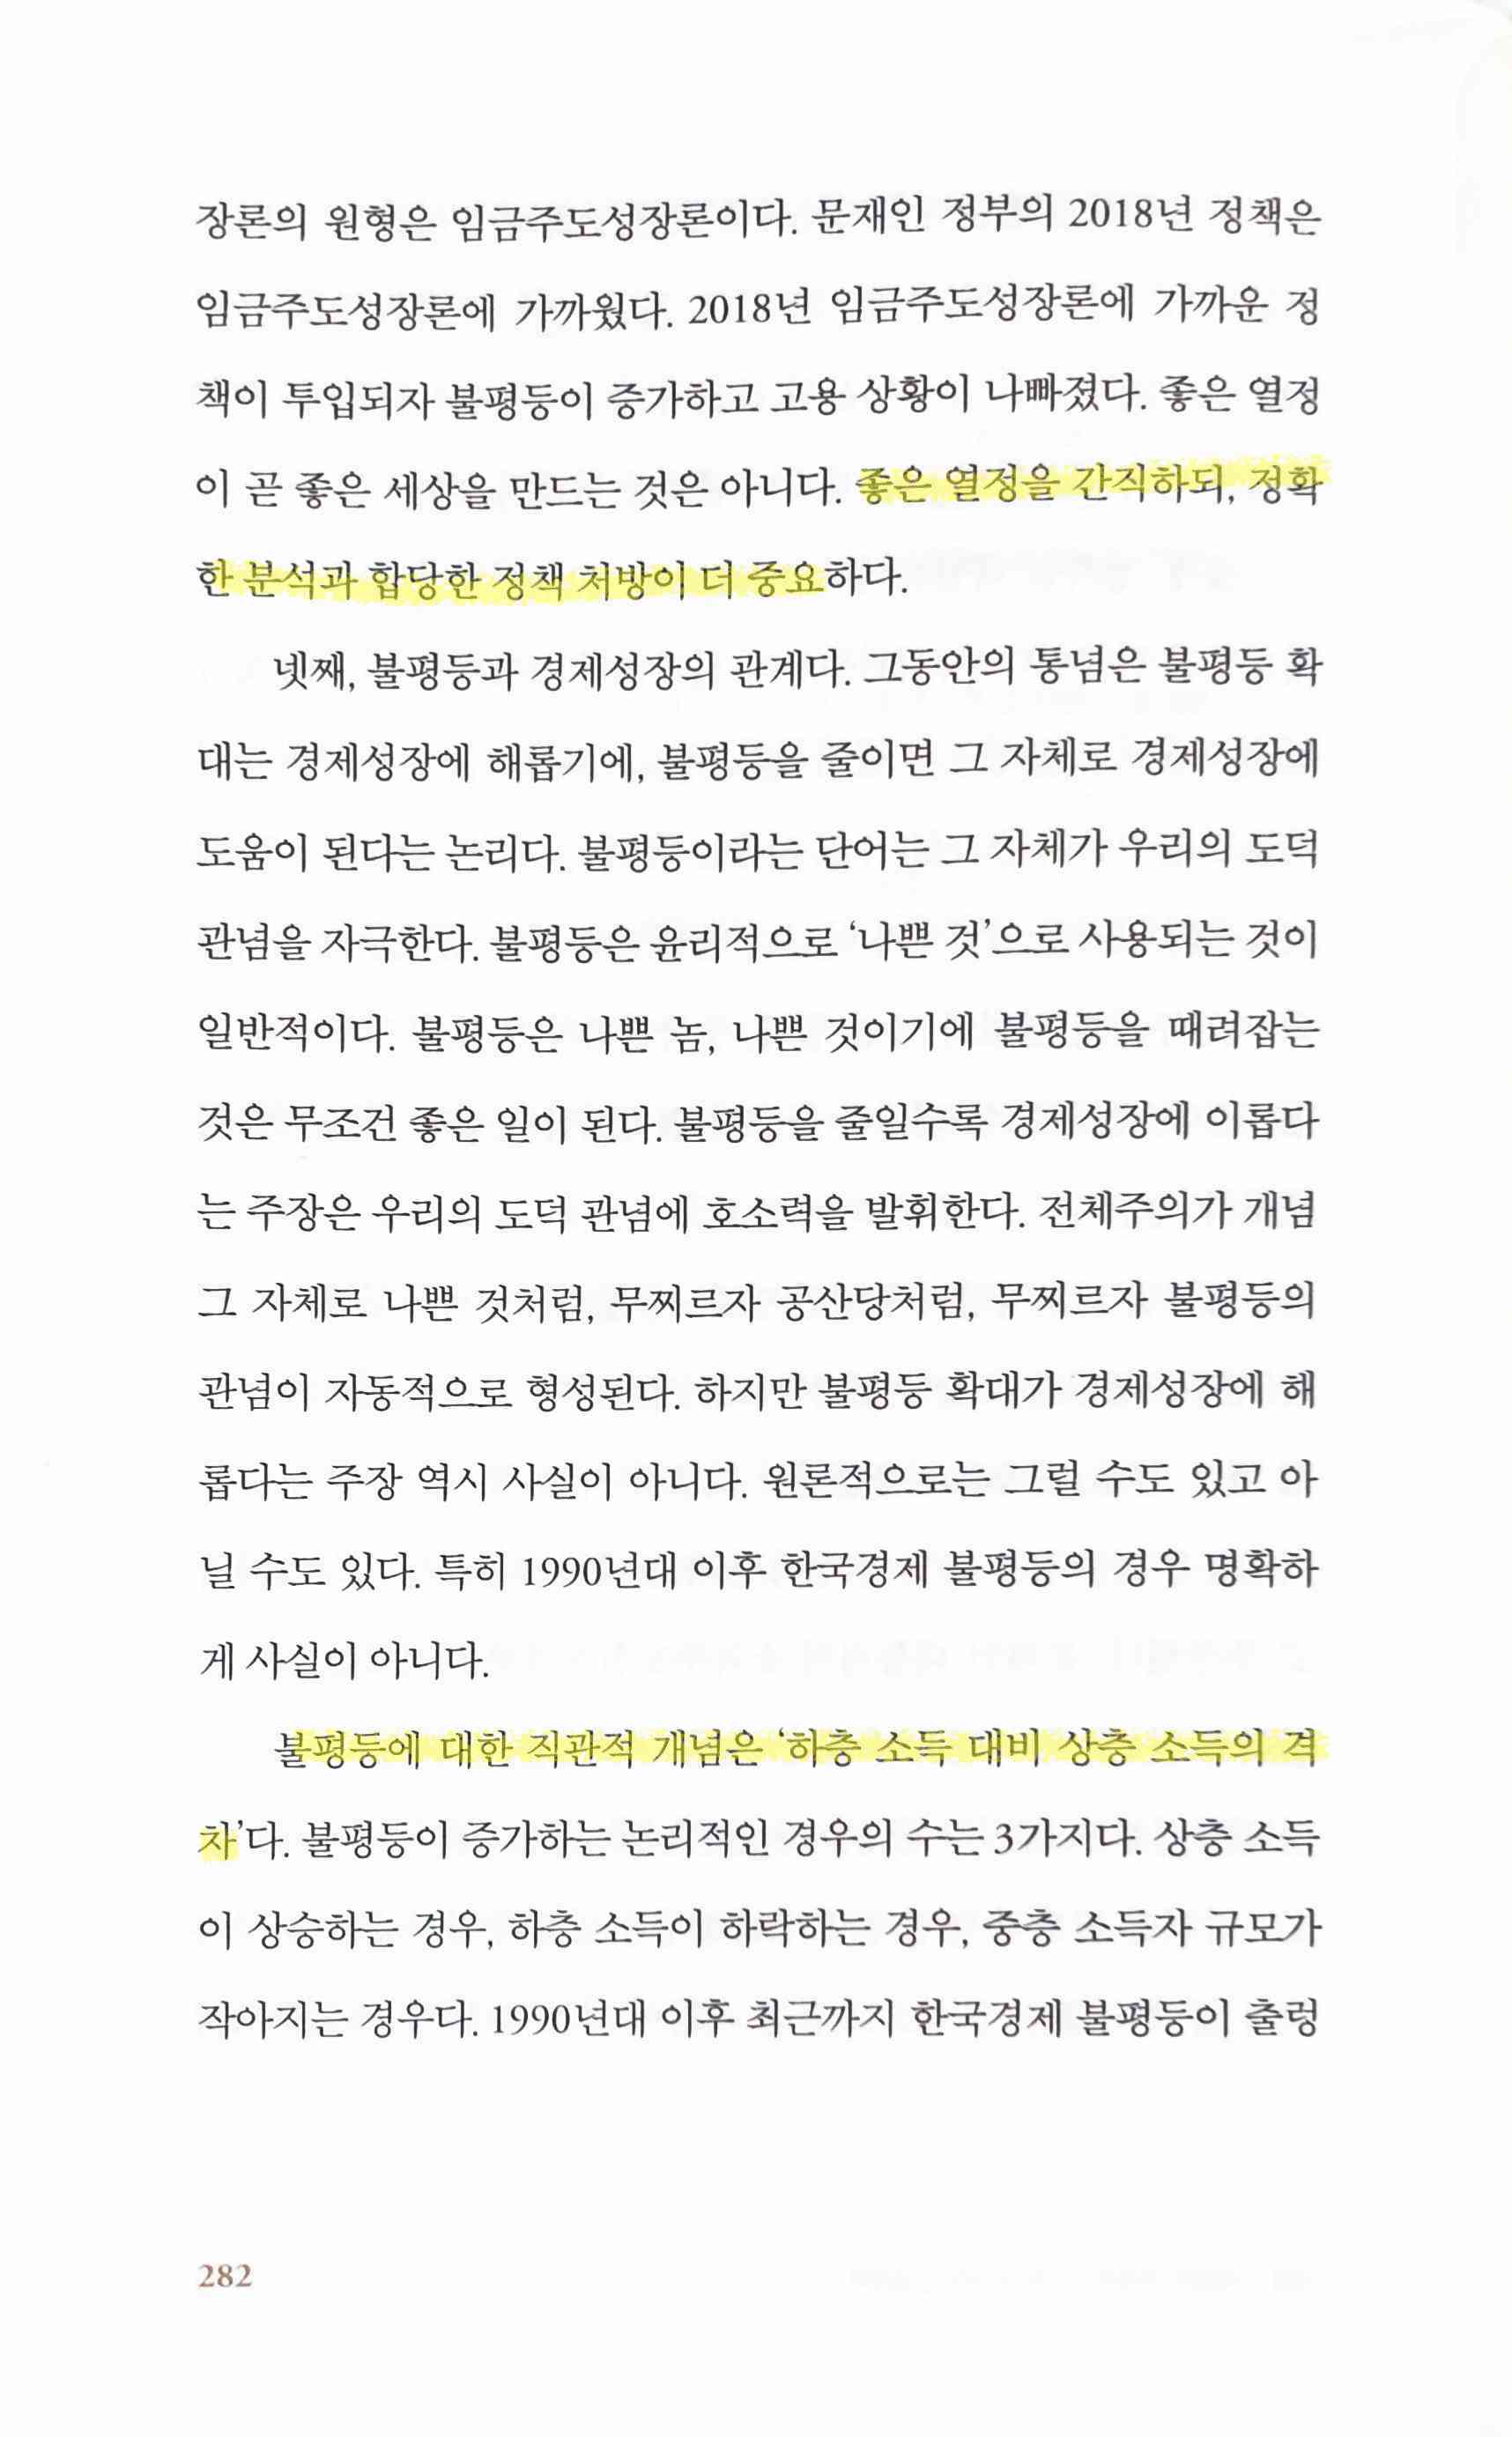 장론의 원형은 임금주도성장론이다. 문재인 정부의 2018년 정책은
임금주도성장론에 가까웠다. 2018년 임금주도성장론에 가까운 정
책이 투입되자 불평등이 증가하고 고용 상황이 나빠졌다. 좋은 열정
이 곧 좋은 세상을 만드는 것은 아니다. 좋은 열정을 간직하되, 정확
한 분석과 합당한 정책 처방이 더 중요하다.
넷째, 불평등과 경제성장의 관계다. 그동안의 통념은 불평등 확
대는 경제성장에 해롭기에, 불평등을 줄이면 그 자체로 경제성장에
도움이 된다는 논리다. 불평등이라는 단어는 그 자체가 우리의 도덕
관념을 자극한다. 불평등은 윤리적으로 ‘나쁜 것’으로 사용되는 것이
일반적이다. 불평등은 나쁜 놈, 나쁜 것이기에 불평등을 때려잡는
것은 무조건 좋은 일이 된다. 불평등을 줄일수록 경제성장에 이롭다
는 주장은 우리의 도덕 관념에 호소력을 발휘한다. 전체주의가 개념
그 자체로 나쁜 것처럼, 무찌르자 공산당처럼, 무찌르자 불평등의
관념이 자동적으로 형성된다. 하지만 불평등 확대가 경제성장에 해
롭다는 주장 역시 사실이 아니다. 원론적으로는 그럴 수도 있고 아
닐 수도 있다. 특히 1990년대 이후 한국경제 불평등의 경우 명확하
게 사실이 아니다.
불평등에 대한 직관적 개념은 ‘하층 소득 대비 상층 소득의 격
차’다. 불평등이 증가하는 논리적인 경우의 수는 3가지다. 상층 소득
이 상승하는 경우, 하층 소득이 하락하는 경우, 중층 소득자 규모가
작아지는 경우다. 1990년대 이후 최근까지 한국경제 불평등이 출렁
282